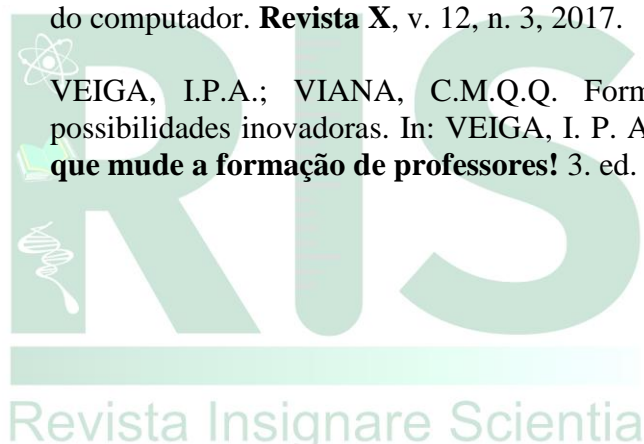 do computador. Revista X, v. 12, n. 3, 2017.
VEIGA, I.P.A.; VIANA, C.M.Q.Q. Form
possibilidades inovadoras. In: VEIGA, I. P. A
que mude a formação de professores! 3. ed.
RIS
Revista Insignare Scientia